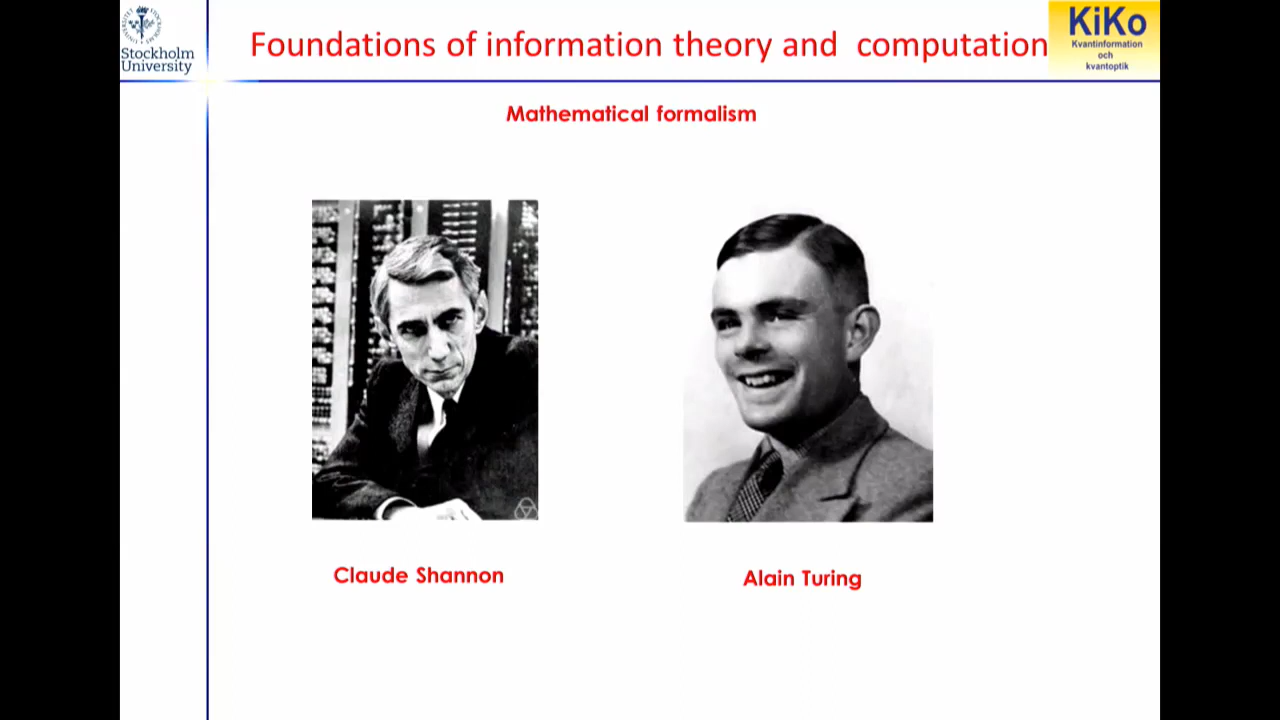 Stockholm
University
Foundations of information theory and computation
KiKo
Kvantinformation
och
kvantoptik
Mathematical formalism
Claude Shannon
Alain Turing